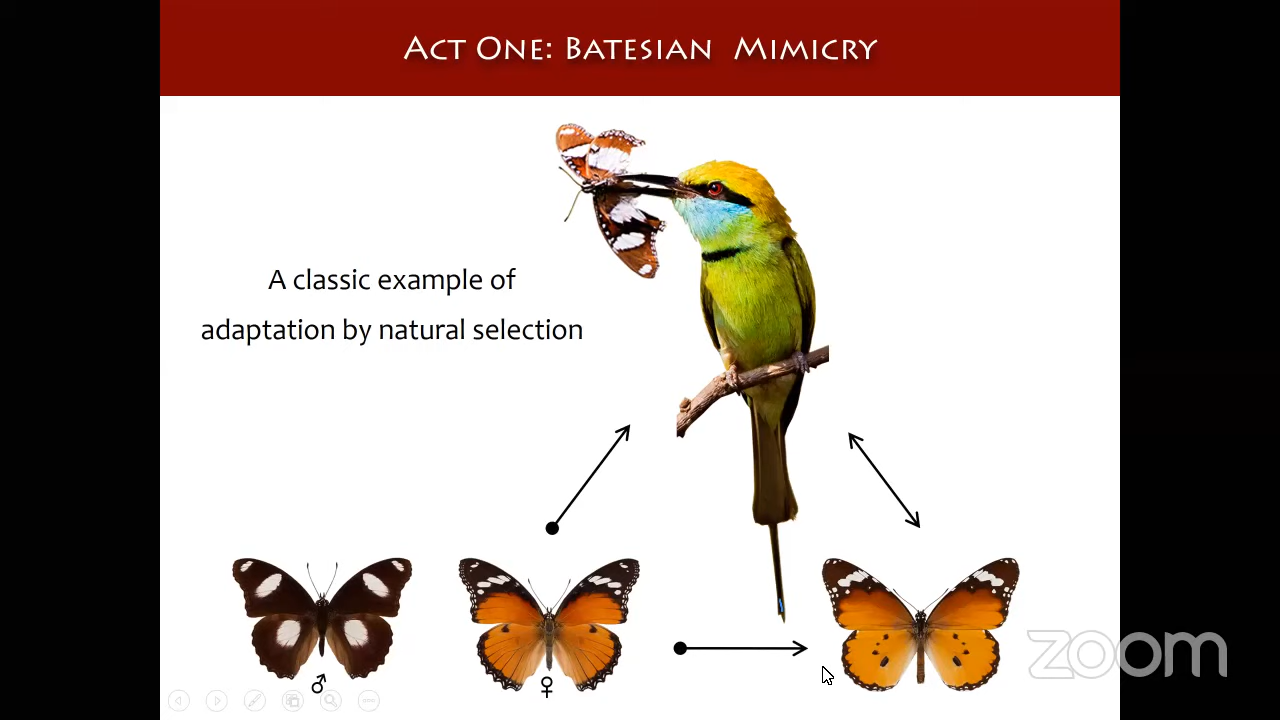 Act One: Batesian Mimicry
A classic example of
adaptation by natural selection
♂
♀
zoom